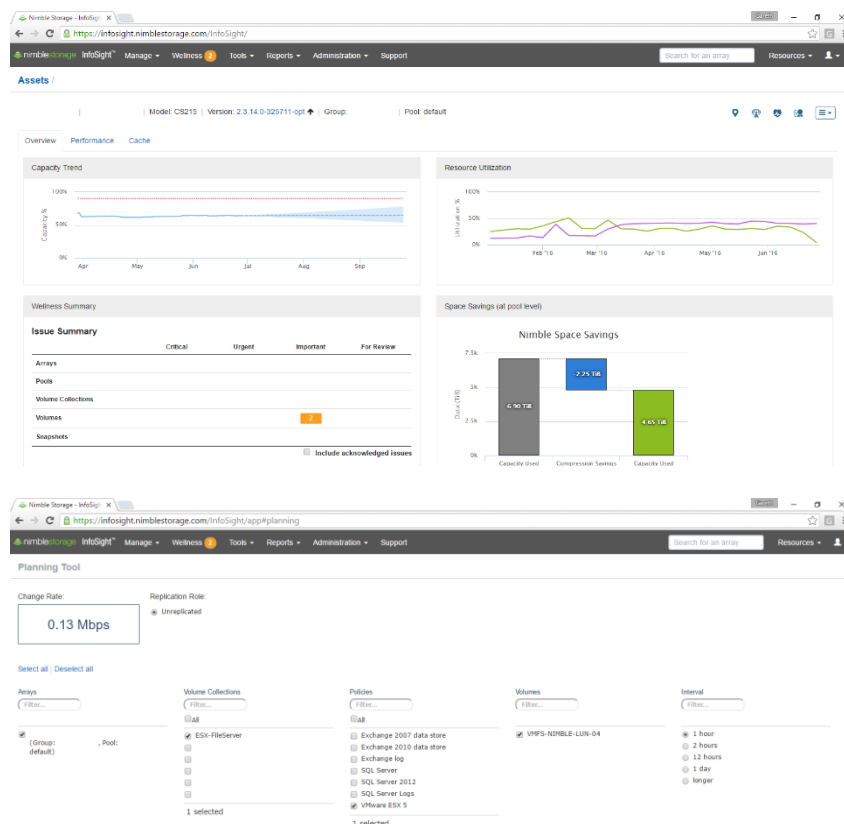 Nimble Storage - InfoSigh
https://infosight.nimblestorage.com/InfoSight/
nimblestorage InfoSight™ Manage Wellness 2 Tools Reports Administration Support Search for an array Resources
Assets /
| | Model: CS215 | Version: 2.3.14.0-325711-opt | Group: | Pool: default
Overview Performance Cache
Capacity Trend
100%
50%
0%
Capacity %
Apr May Jun Jul Aug Sep
Resource Utilization
100%
50%
0%
Utilization %
Feb '16 Mar '16 Apr '16 May '16 Jun '16
Wellness Summary
Issue Summary
Critical Urgent Important For Review
Arrays
Pools
Volume Collections
Volumes 2
Snapshots
Include acknowledged issues
Space Savings (at pool level)
Nimble Space Savings
7.5k
5k
2.5k
0k
Data (TiB)
6.90 TiB
-2.25 TiB
4.65 TiB
Capacity Used Compression Savings Capacity Used
Nimble Storage - InfoSigh
https://infosight.nimblestorage.com/InfoSight/app#planning
nimblestorage InfoSight™ Manage Wellness 2 Tools Reports Administration Support Search for an array Resources
Planning Tool
Change Rate:
0.13 Mbps
Replication Role:
Unreplicated
Select all | Deselect all
Arrays
Filter...
(Group: , Pool:
default)
Volume Collections
Filter...
All
ESX-FileServer
1 selected
Policies
Filter...
All
Exchange 2007 data store
Exchange 2010 data store
Exchange log
SQL Server
SQL Server 2012
SQL Server Logs
VMware ESX 5
1 selected
Volumes
Filter...
VMFS-NIMBLE-LUN-04
Interval
Filter...
1 hour
2 hours
12 hours
1 day
longer